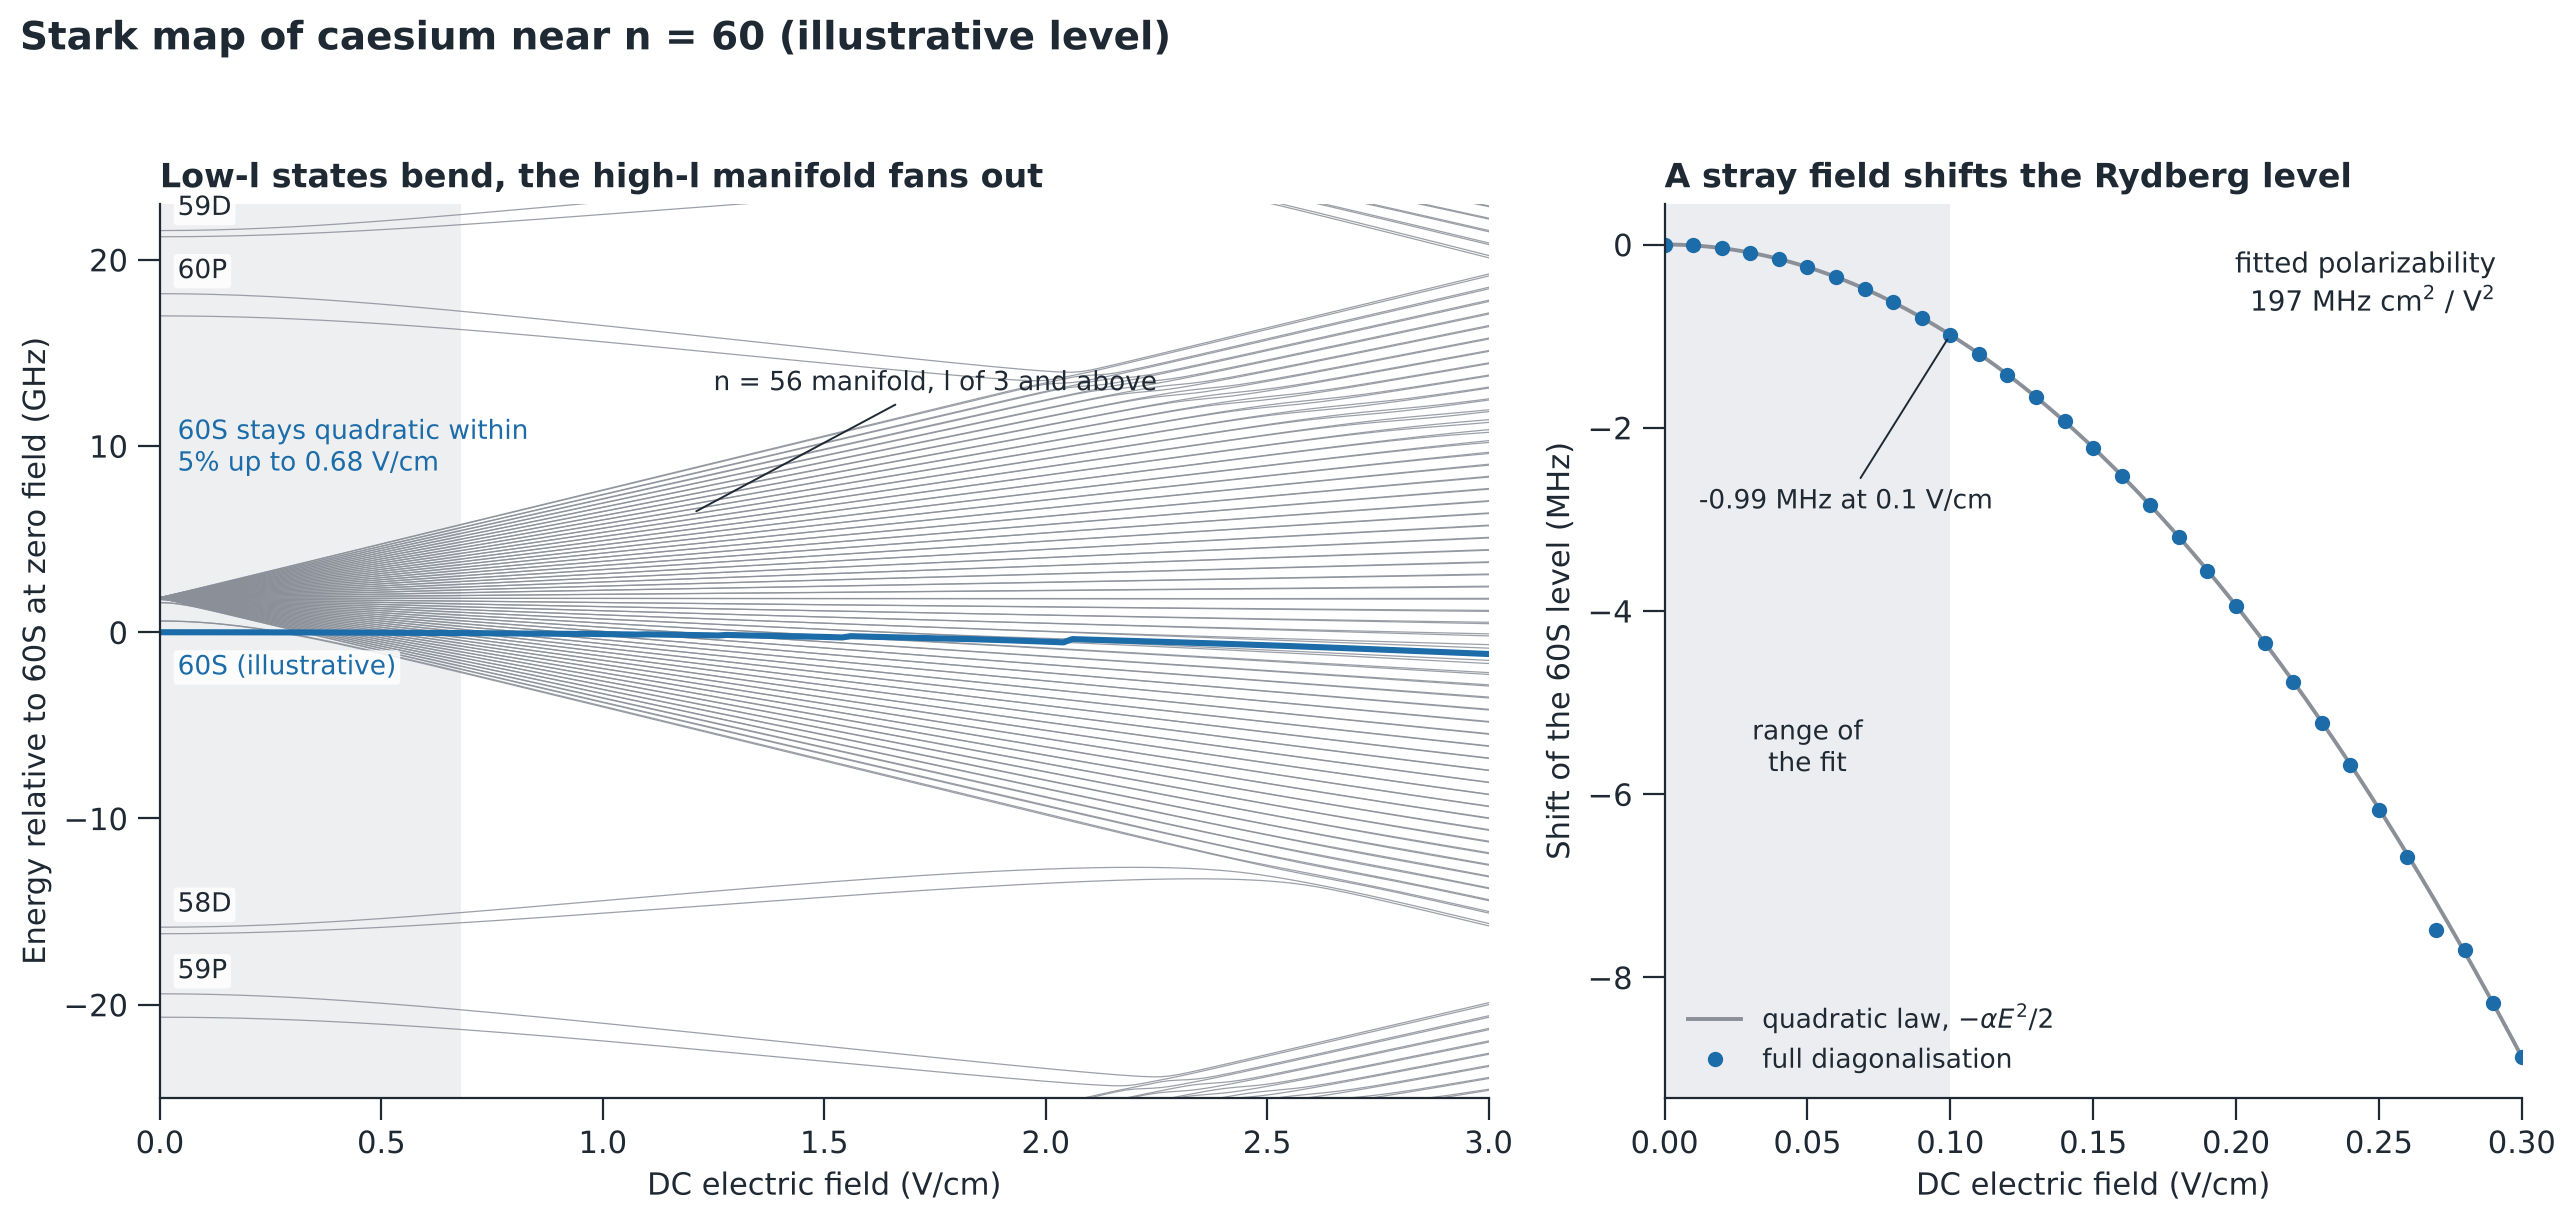 Stark map of caesium near n = 60 (illustrative level)
Low-l states bend, the high-l manifold fans out
Energy relative to 60S at zero field (GHz)
20
10
0
−10
−20
59D
60P
n = 56 manifold, l of 3 and above
60S stays quadratic within
5% up to 0.68 V/cm
60S (illustrative)
58D
59P
0.0 0.5 1.0 1.5 2.0 2.5 3.0
DC electric field (V/cm)
A stray field shifts the Rydberg level
Shift of the 60S level (MHz)
0
−2
−4
−6
−8
fitted polarizability
197 MHz cm² / V²
-0.99 MHz at 0.1 V/cm
range of
the fit
quadratic law, −αE²/2
full diagonalisation
0.00 0.05 0.10 0.15 0.20 0.25 0.30
DC electric field (V/cm)